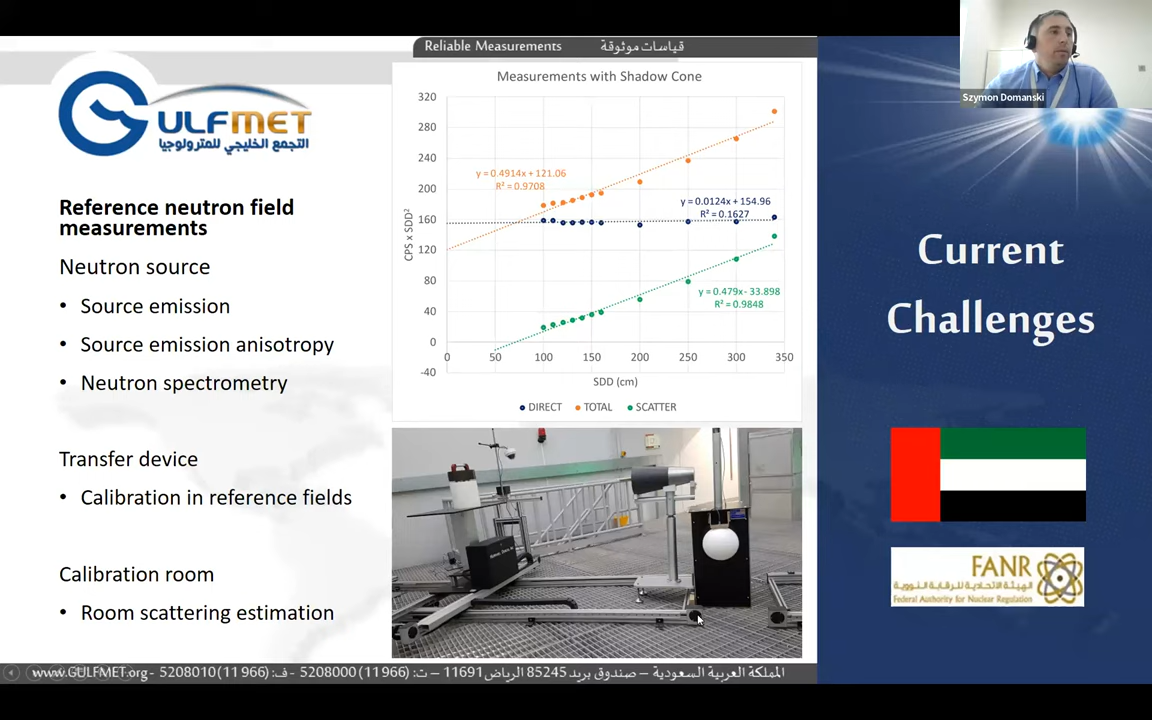 Reliable Measurements قياسات موثوقة
GULFMET
التجمع الخليجي للمترولوجيا
Reference neutron field
measurements
Neutron source
• Source emission
• Source emission anisotropy
• Neutron spectrometry
Transfer device
• Calibration in reference fields
Calibration room
• Room scattering estimation
Measurements with Shadow Cone
CPS x SDD²
320
280
240
200
160
120
80
40
0
-40
y = 0.4914x + 121.06
R² = 0.9708
y = 0.0124x + 154.96
R² = 0.1627
y = 0.479x - 33.898
R² = 0.9848
0 50 100 150 200 250 300 350
SDD (cm)
DIRECT TOTAL SCATTER
Szymon Domanski
Current
Challenges
FANR
الهيئة الاتحادية للرقابة النووية
Federal Authority for Nuclear Regulation
المملكة العربية السعودية – صندوق بريد 85245 الرياض 11691 – ت: (11 966) 5208000 - ف: (11 966) 5208010 - www.GULFMET.org